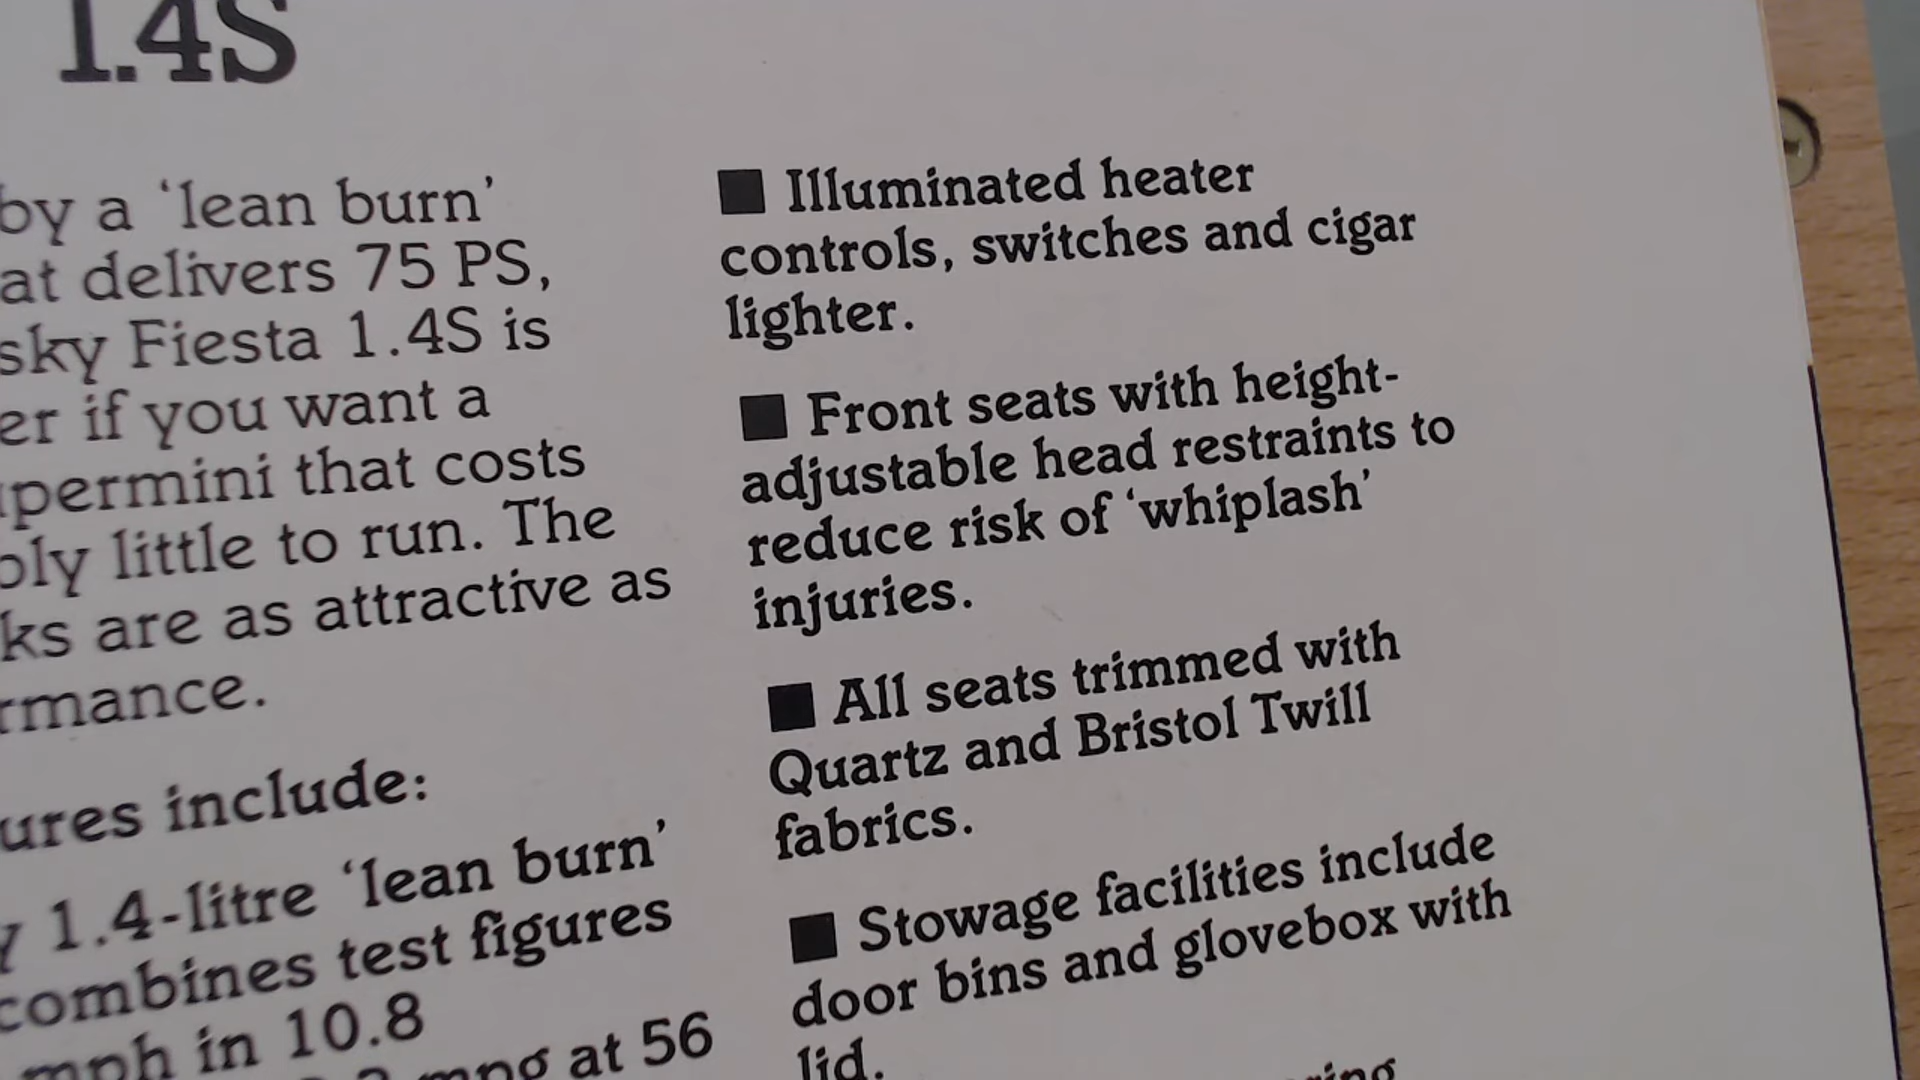 1.4S
by a ‘lean burn’
at delivers 75 PS,
sky Fiesta 1.4S is
er if you want a
permini that costs
bly little to run. The
ks are as attractive as
rmance.
ures include:
y 1.4-litre ‘lean burn’
combines test figures
mph in 10.8
mpg at 56
■ Illuminated heater
controls, switches and cigar
lighter.
■ Front seats with height-
adjustable head restraints to
reduce risk of ‘whiplash’
injuries.
■ All seats trimmed with
Quartz and Bristol Twill
fabrics.
■ Stowage facilities include
door bins and glovebox with
lid.